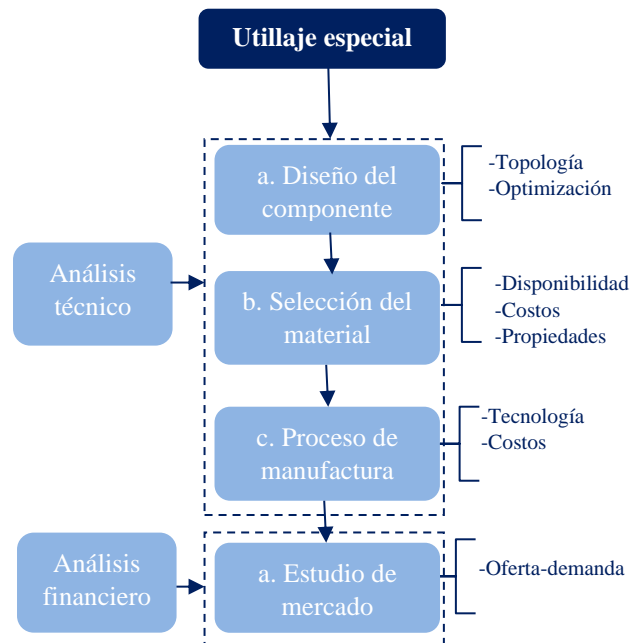 Utillaje especial
a. Diseño del
componente
-Topología
-Optimización
Análisis
técnico
b. Selección del
material
-Disponibilidad
-Costos
-Propiedades
c. Proceso de
manufactura
-Tecnología
-Costos
Análisis
financiero
a. Estudio de
mercado
-Oferta-demanda